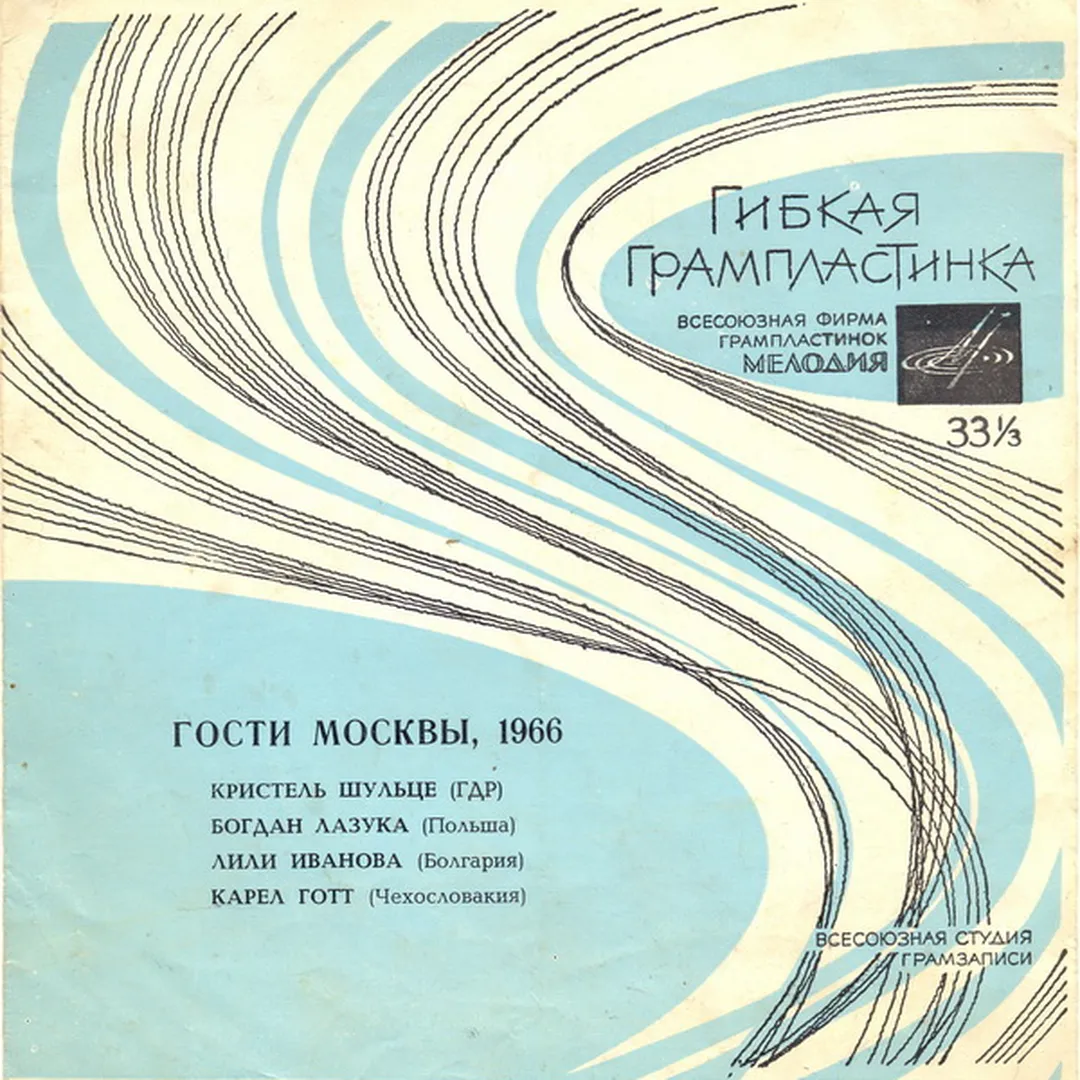 ГИБКАЯ
ГРАМПЛАСТИНКА
ВСЕСОЮЗНАЯ ФИРМА
ГРАМПЛАСТИНОК
МЕЛОДИЯ
33⅓
ГОСТИ МОСКВЫ, 1966
КРИСТЕЛЬ ШУЛЬЦЕ (ГДР)
БОГДАН ЛАЗУКА (Польша)
ЛИЛИ ИВАНОВА (Болгария)
КАРЕЛ ГОТТ (Чехословакия)
ВСЕСОЮЗНАЯ СТУДИЯ
ГРАМЗАПИСИ